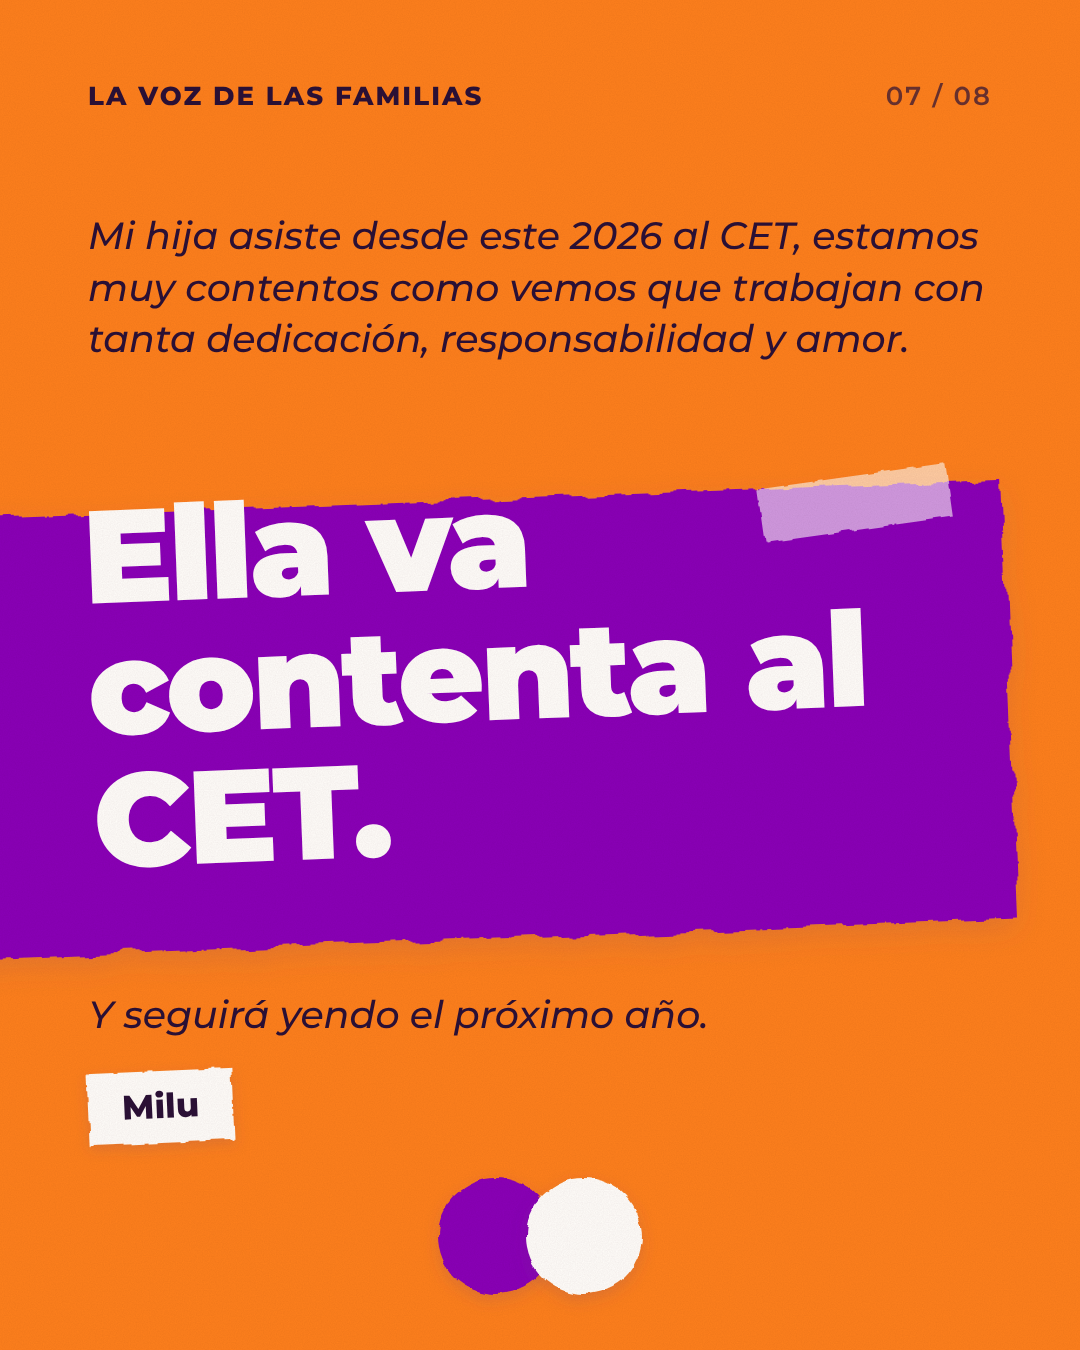 LA VOZ DE LAS FAMILIAS
07 / 08
Mi hija asiste desde este 2026 al CET, estamos
muy contentos como vemos que trabajan con
tanta dedicación, responsabilidad y amor.
Ella va
contenta al
CET.
Y seguirá yendo el próximo año.
Milu